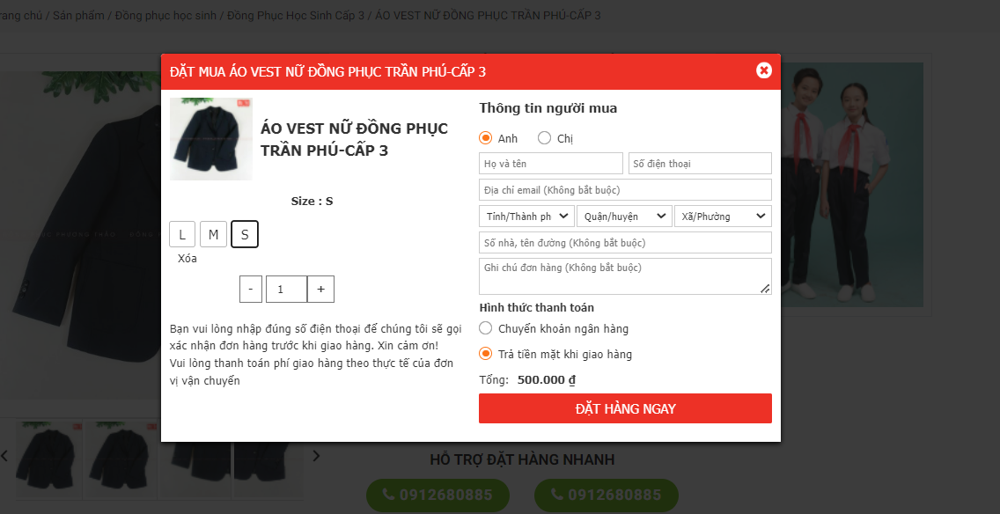 rang chủ / Sản phẩm / Đồng phục học sinh / Đồng Phục Học Sinh Cấp 3 / ÁO VEST NỮ ĐỒNG PHỤC TRẦN PHÚ-CẤP 3
ĐẶT MUA ÁO VEST NỮ ĐỒNG PHỤC TRẦN PHÚ-CẤP 3
ÁO VEST NỮ ĐỒNG PHỤC
TRẦN PHÚ-CẤP 3
Size : S
L M S
Xóa
- 1 +
Bạn vui lòng nhập đúng số điện thoại để chúng tôi sẽ gọi
xác nhận đơn hàng trước khi giao hàng. Xin cảm ơn!
Vui lòng thanh toán phí giao hàng theo thực tế của đơn
vị vận chuyển
Thông tin người mua
Anh Chị
Họ và tên Số điện thoại
Địa chỉ email (Không bắt buộc)
Tỉnh/Thành ph Quận/huyện Xã/Phường
Số nhà, tên đường (Không bắt buộc)
Ghi chú đơn hàng (Không bắt buộc)
Hình thức thanh toán
Chuyển khoản ngân hàng
Trả tiền mặt khi giao hàng
Tổng: 500.000 ₫
ĐẶT HÀNG NGAY
HỖ TRỢ ĐẶT HÀNG NHANH
0912680885 0912680885